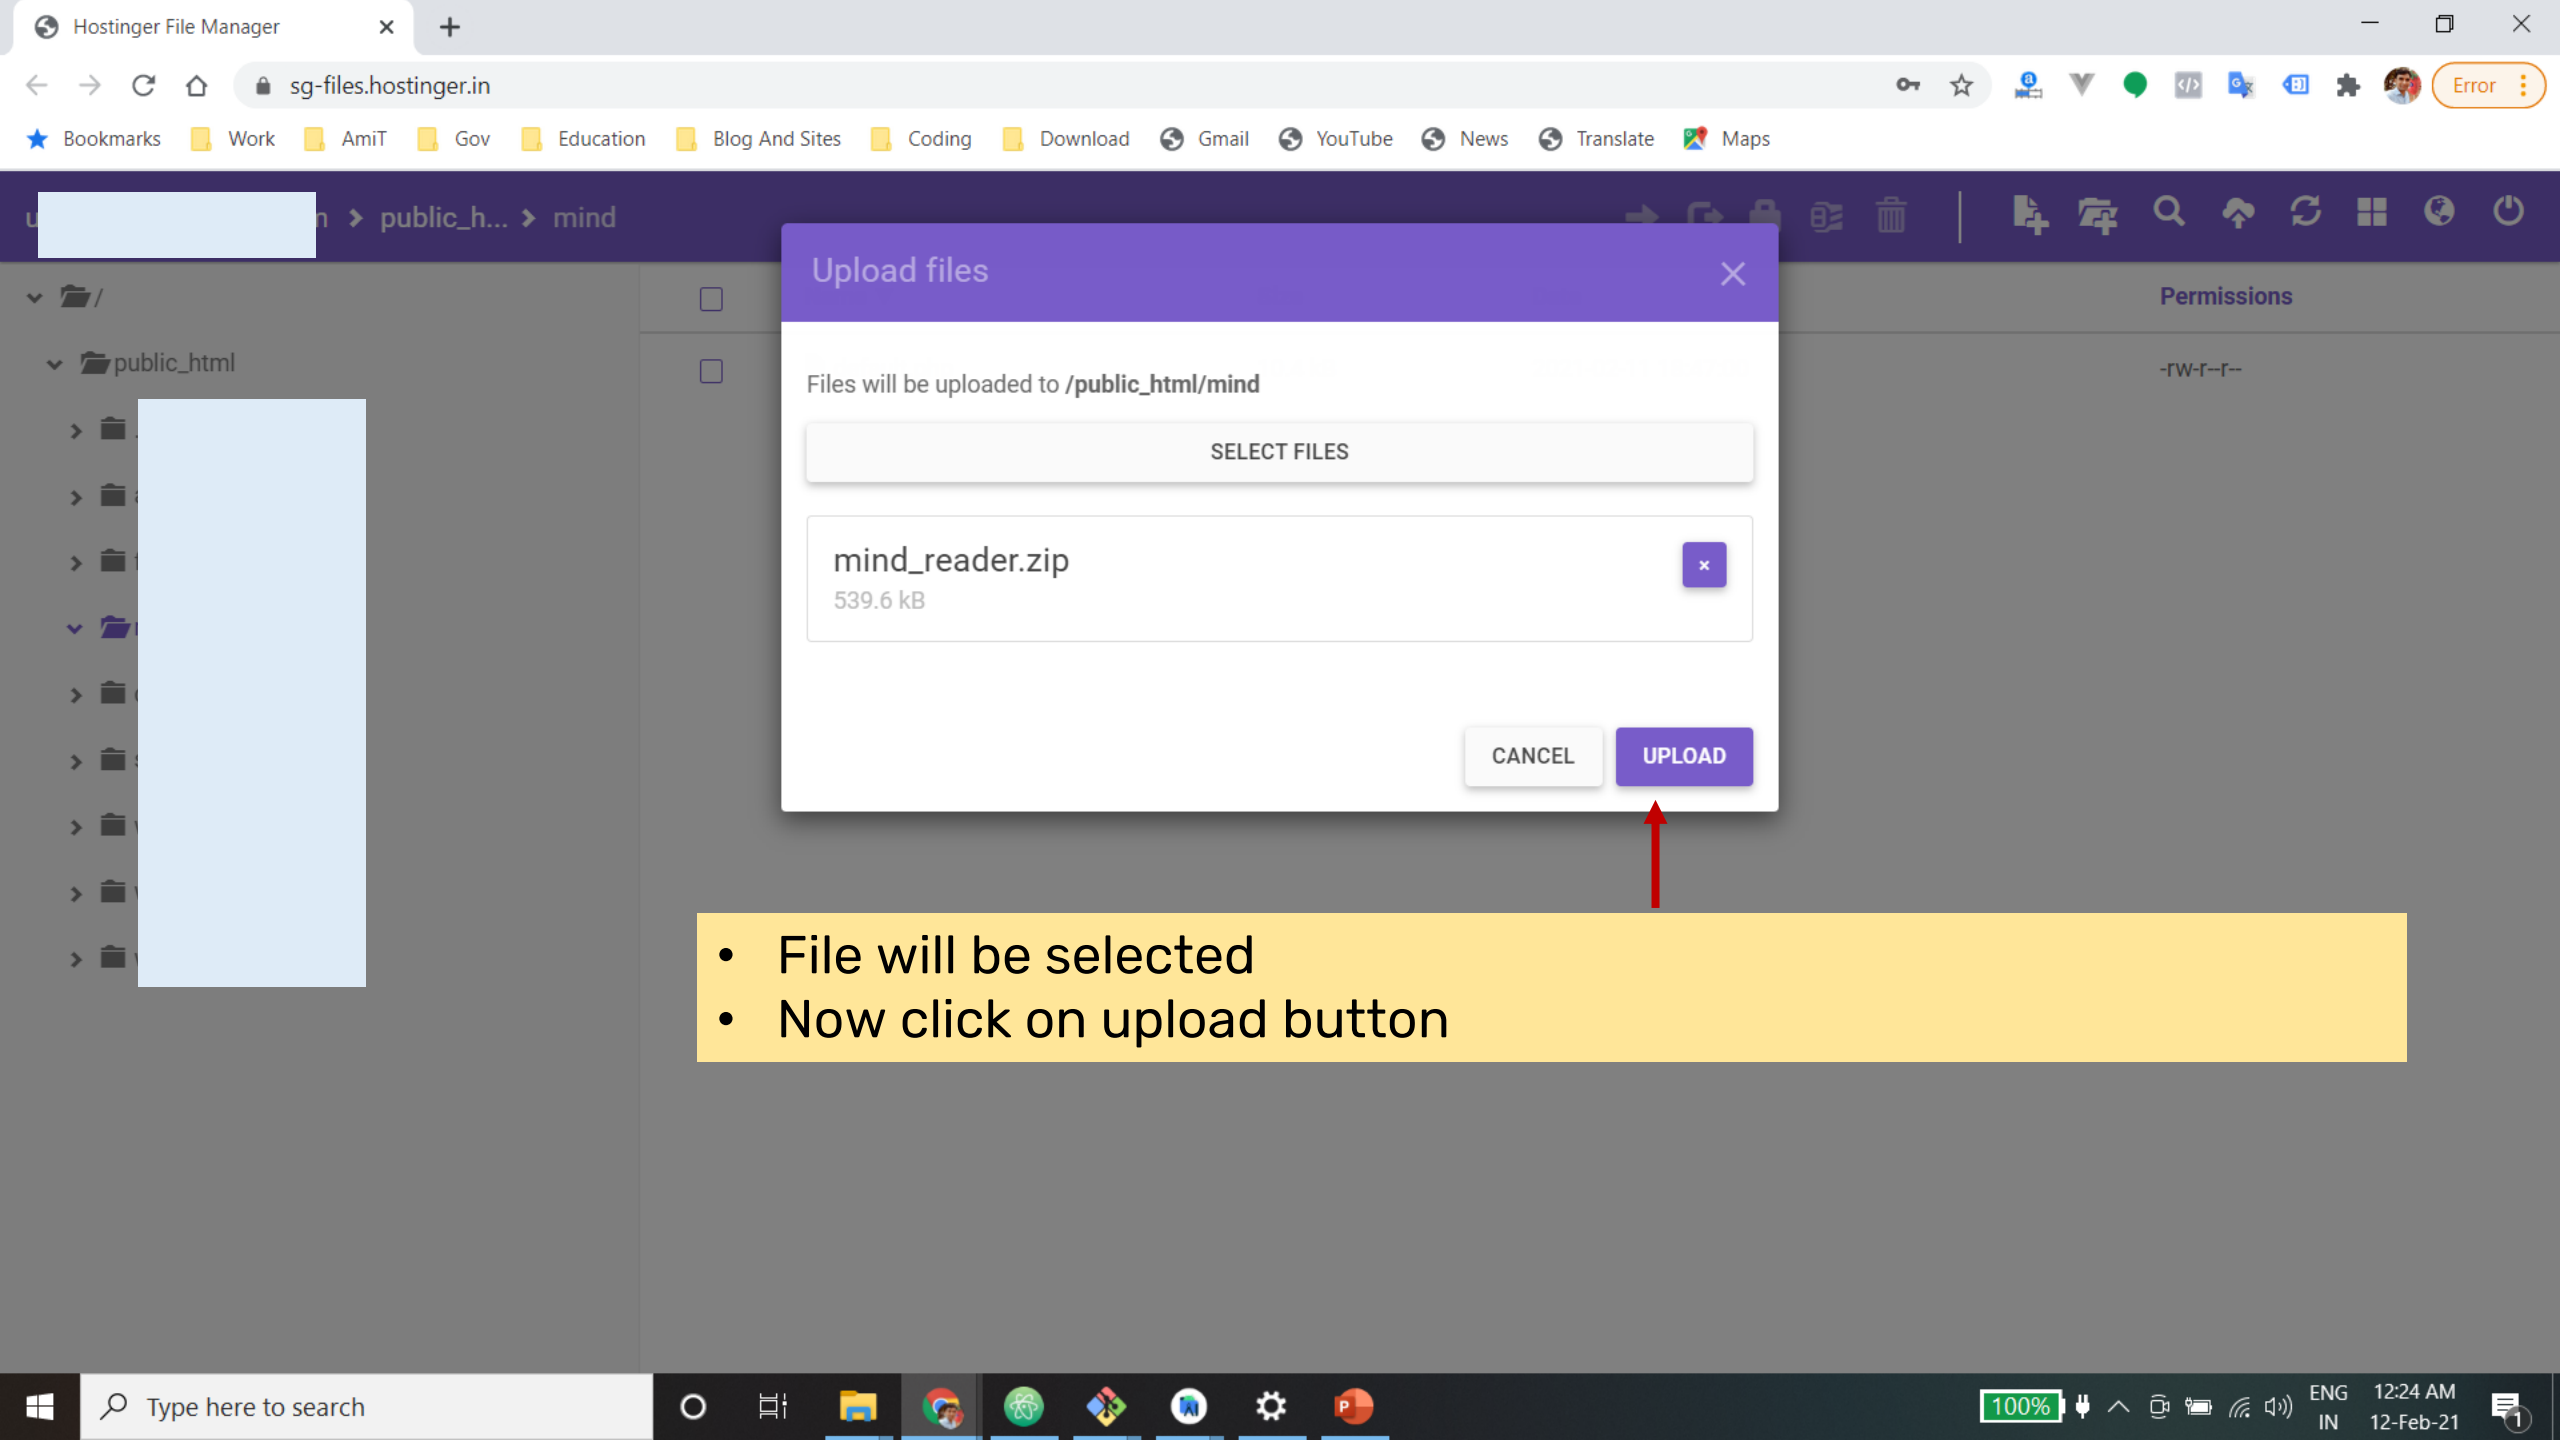 Hostinger File Manager
sg-files.hostinger.in
Error
Bookmarks Work AmiT Gov Education Blog And Sites Coding Download Gmail YouTube News Translate Maps
public_h... mind
Upload files
/
Permissions
public_html
-rw-r--r--
Files will be uploaded to /public_html/mind
SELECT FILES
mind_reader.zip
539.6 kB
CANCEL UPLOAD
• File will be selected
• Now click on upload button
Type here to search
100%
ENG
IN
12:24 AM
12-Feb-21
1